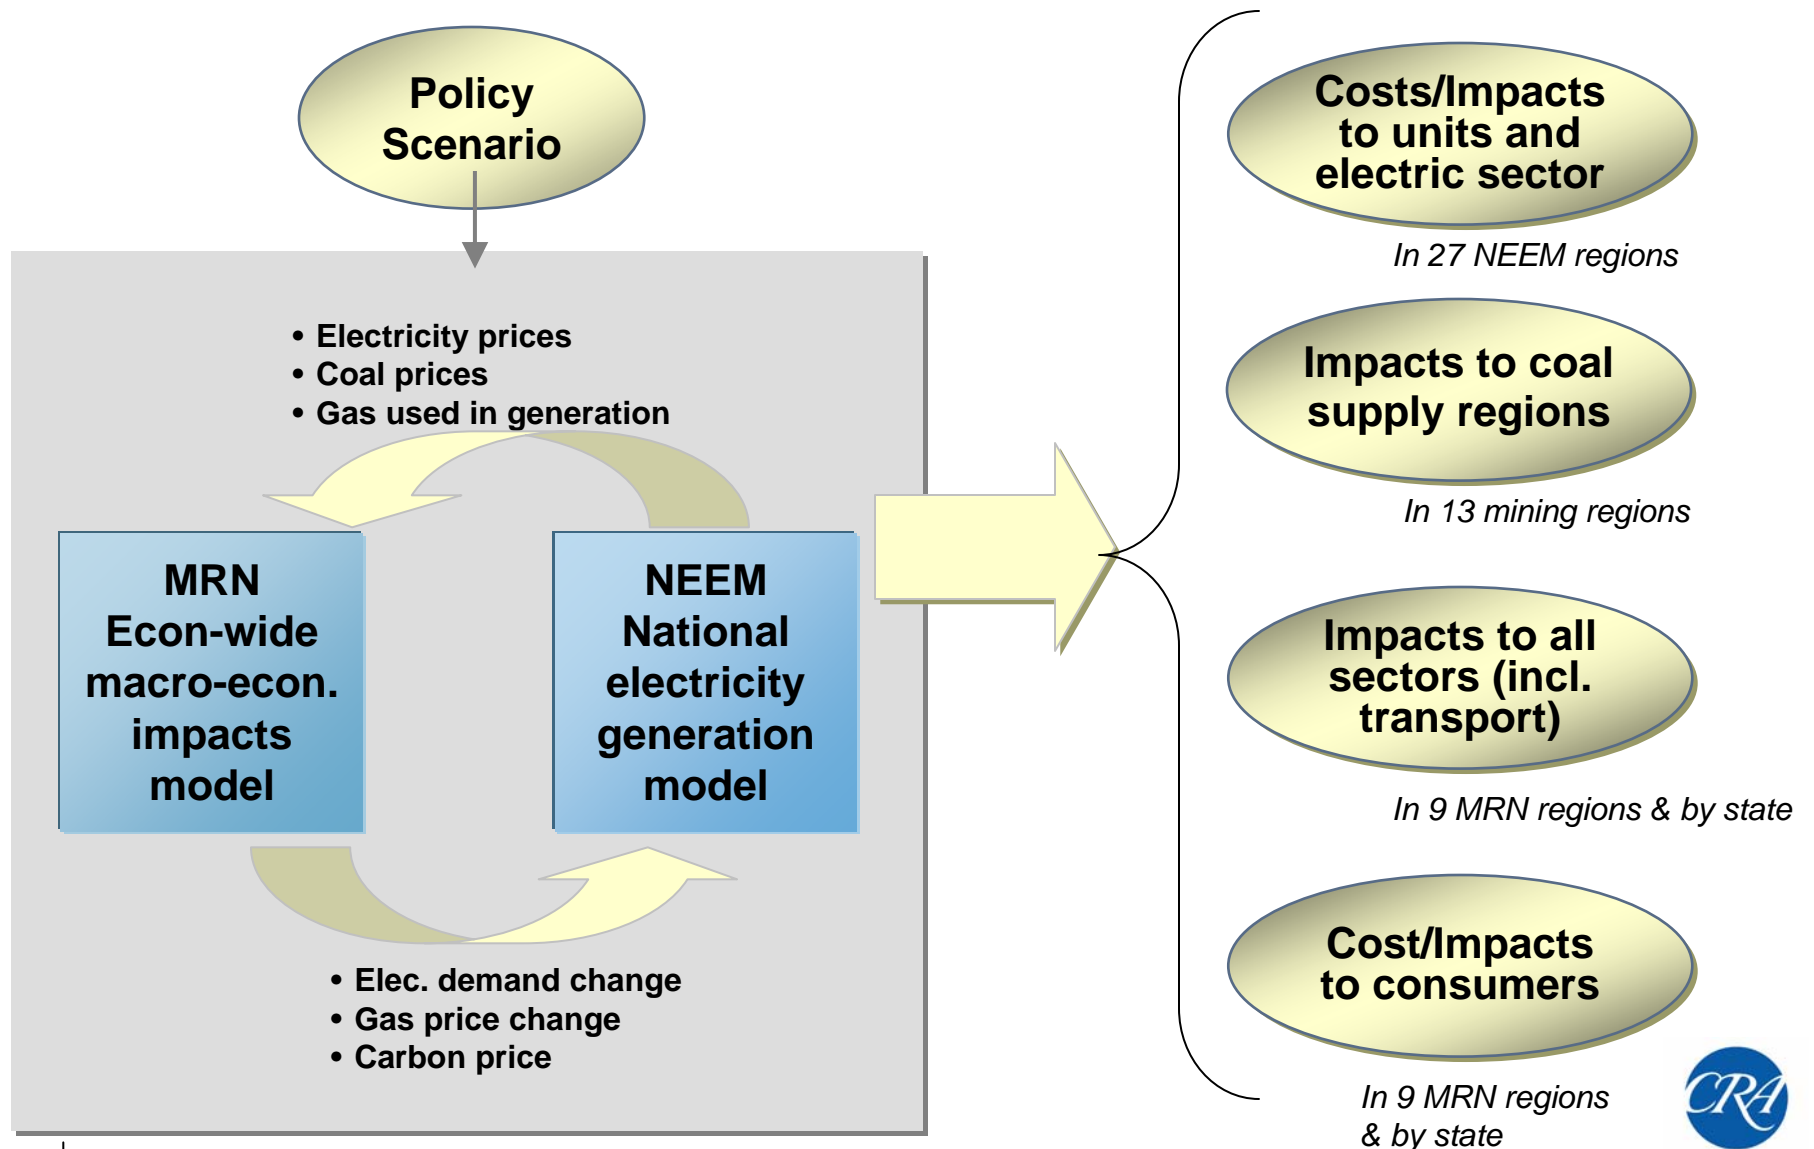 Policy
Scenario
• Electricity prices
• Coal prices
• Gas used in generation
MRN
Econ-wide
macro-econ.
impacts
model
NEEM
National
electricity
generation
model
• Elec. demand change
• Gas price change
• Carbon price
Costs/Impacts
to units and
electric sector
In 27 NEEM regions
Impacts to coal
supply regions
In 13 mining regions
Impacts to all
sectors (incl.
transport)
In 9 MRN regions & by state
Cost/Impacts
to consumers
In 9 MRN regions
& by state
CRA